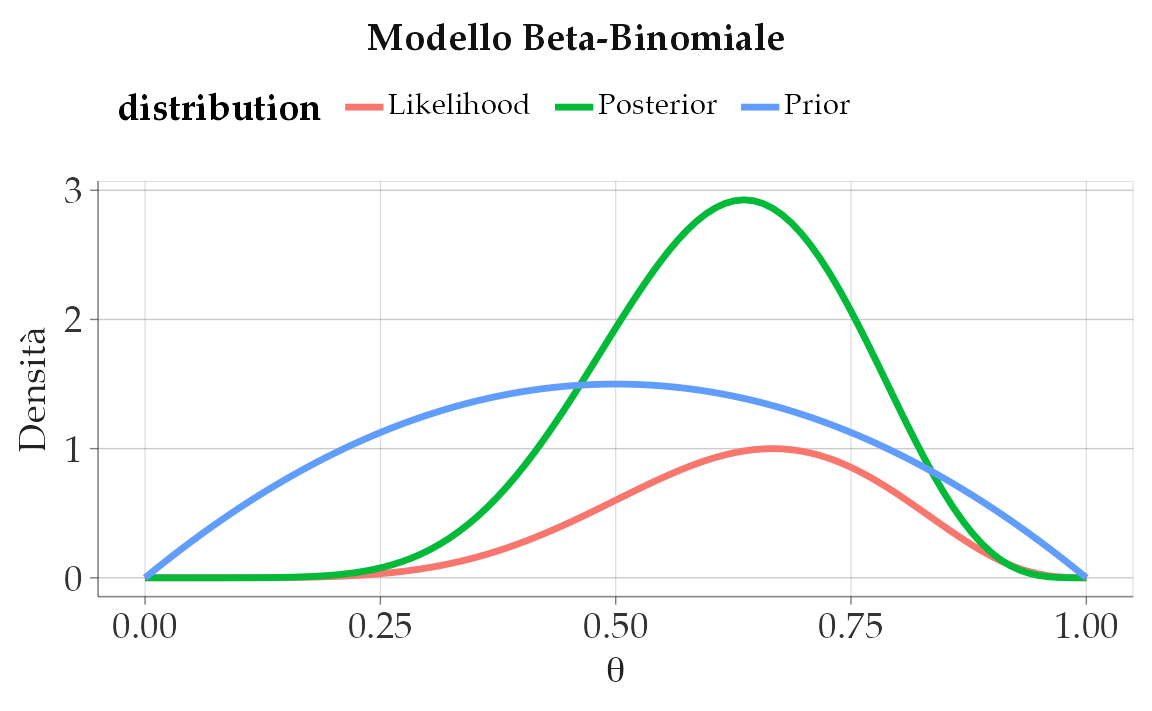 Modello Beta-Binomiale
distribution Likelihood Posterior Prior
3
2
1
0
Densità
0.00 0.25 0.50 0.75 1.00
θ